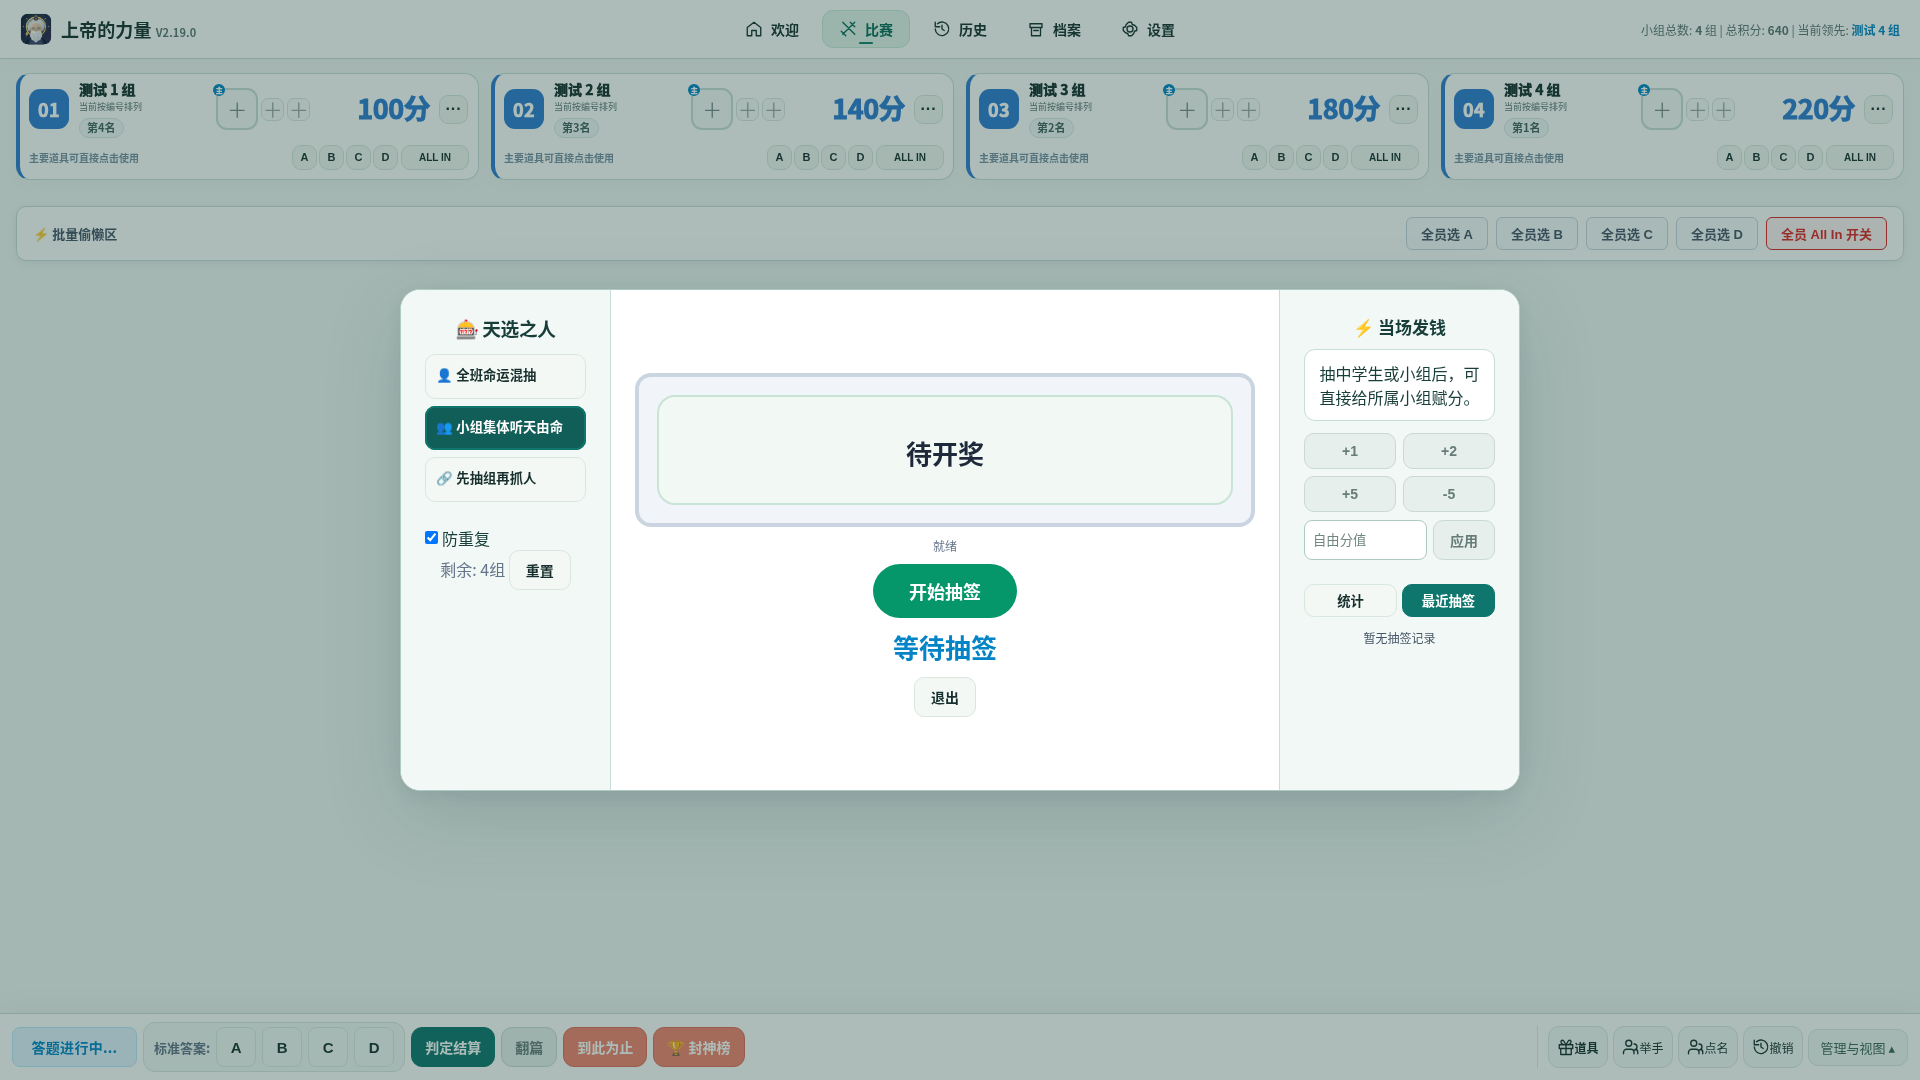 上帝的力量 V2.19.0
欢迎
比赛
历史
档案
设置
小组总数: 4 组 | 总积分: 640 | 当前领先: 测试 4 组
01
测试 1 组
当前按编号排列
第4名
主
100分
...
主要道具可直接点击使用
A
B
C
D
ALL IN
02
测试 2 组
当前按编号排列
第3名
主
140分
...
主要道具可直接点击使用
A
B
C
D
ALL IN
03
测试 3 组
当前按编号排列
第2名
主
180分
...
主要道具可直接点击使用
A
B
C
D
ALL IN
04
测试 4 组
当前按编号排列
第1名
主
220分
...
主要道具可直接点击使用
A
B
C
D
ALL IN
⚡ 批量偷懒区
全员选 A
全员选 B
全员选 C
全员选 D
全员 All In 开关
🎰 天选之人
👤 全班命运混抽
👥 小组集体听天由命
🔗 先抽组再抓人
防重复
剩余: 4组
重置
待开奖
就绪
开始抽签
等待抽签
退出
⚡ 当场发钱
抽中学生或小组后，可
直接给所属小组赋分。
+1
+2
+5
-5
自由分值
应用
统计
最近抽签
暂无抽签记录
答题进行中...
标准答案:
A
B
C
D
判定结算
翻篇
到此为止
🏆 封神榜
道具
举手
点名
撤销
管理与视图 ▴